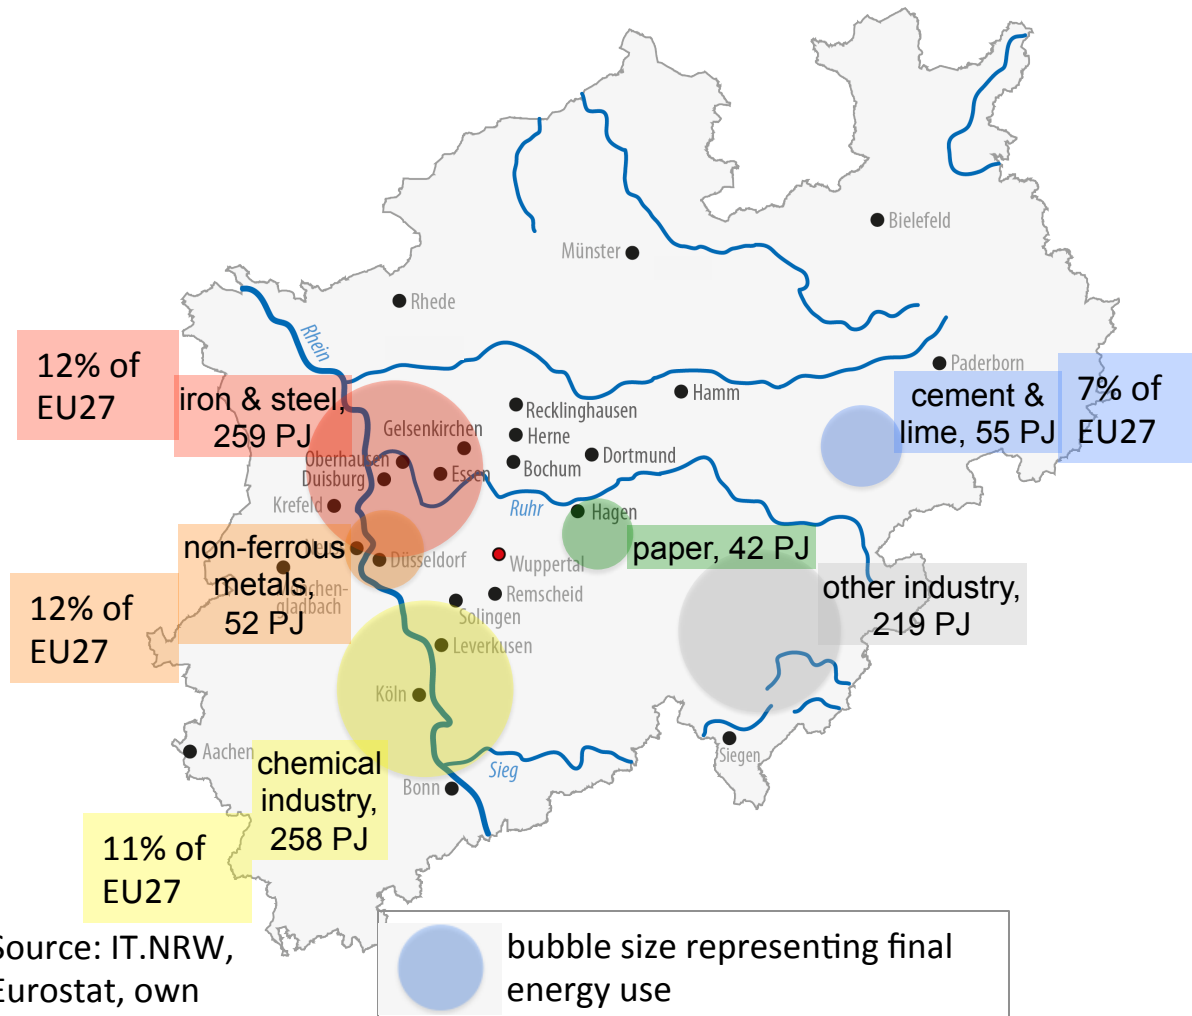 Bielefeld
Münster
Rhede
Rhein
12% of
EU27
iron & steel,
259 PJ
Paderborn
cement &
lime, 55 PJ
7% of
EU27
Hamm
Recklinghausen
Gelsenkirchen
Herne
Oberhausen
Bochum
Dortmund
Duisburg
Essen
Krefeld
Ruhr
Hagen
non-ferrous
metals,
52 PJ
Düsseldorf
Wuppertal
paper, 42 PJ
gladbach
Remscheid
Solingen
other industry,
219 PJ
12% of
EU27
Leverkusen
Köln
Aachen
Siegen
Sieg
chemical
industry,
258 PJ
Bonn
11% of
EU27
Source: IT.NRW,
Eurostat, own
bubble size representing final
energy use